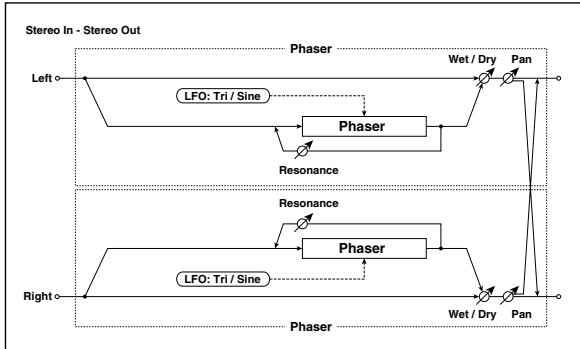 Stereo In - Stereo Out
Phaser
Wet / Dry
Pan
Left
LFO: Tri / Sine
Phaser
Resonance
Resonance
Phaser
LFO: Tri / Sine
Right
Wet / Dry
Pan
Phaser